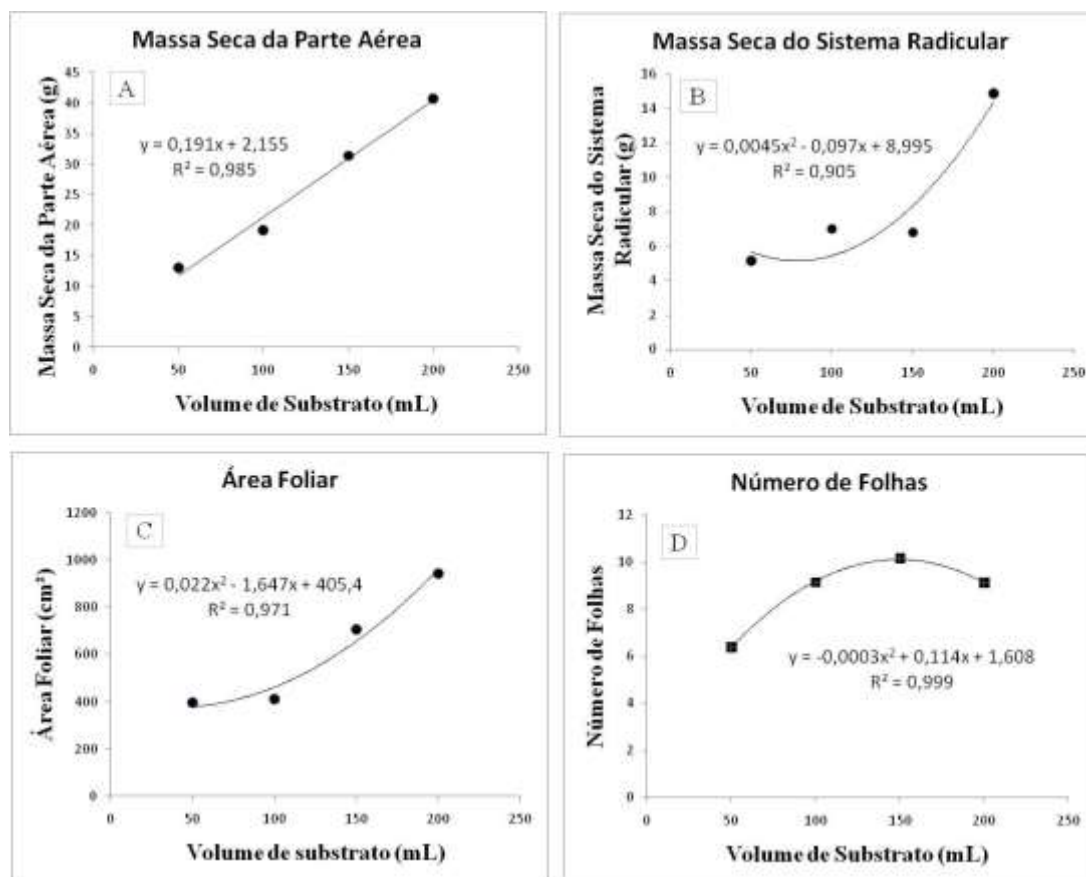 Massa Seca da Parte Aérea
A
y = 0,191x + 2,155
R² = 0,985
Massa Seca da Parte Aérea (g)
45
40
35
30
25
20
15
10
5
0
0 50 100 150 200 250
Volume de Substrato (mL)
Massa Seca do Sistema Radicular
B
y = 0,0045x² - 0,097x + 8,995
R² = 0,905
Massa Seca do Sistema
Radicular (g)
16
14
12
10
8
6
4
2
0
0 50 100 150 200 250
Volume de Substrato (mL)
Área Foliar
C
y = 0,022x² - 1,647x + 405,4
R² = 0,971
Área Foliar (cm²)
1200
1000
800
600
400
200
0
0 50 100 150 200 250
Volume de substrato (mL)
Número de Folhas
D
y = -0,0003x² + 0,114x + 1,608
R² = 0,999
Número de Folhas
12
10
8
6
4
2
0
0 50 100 150 200 250
Volume de Substrato (mL)